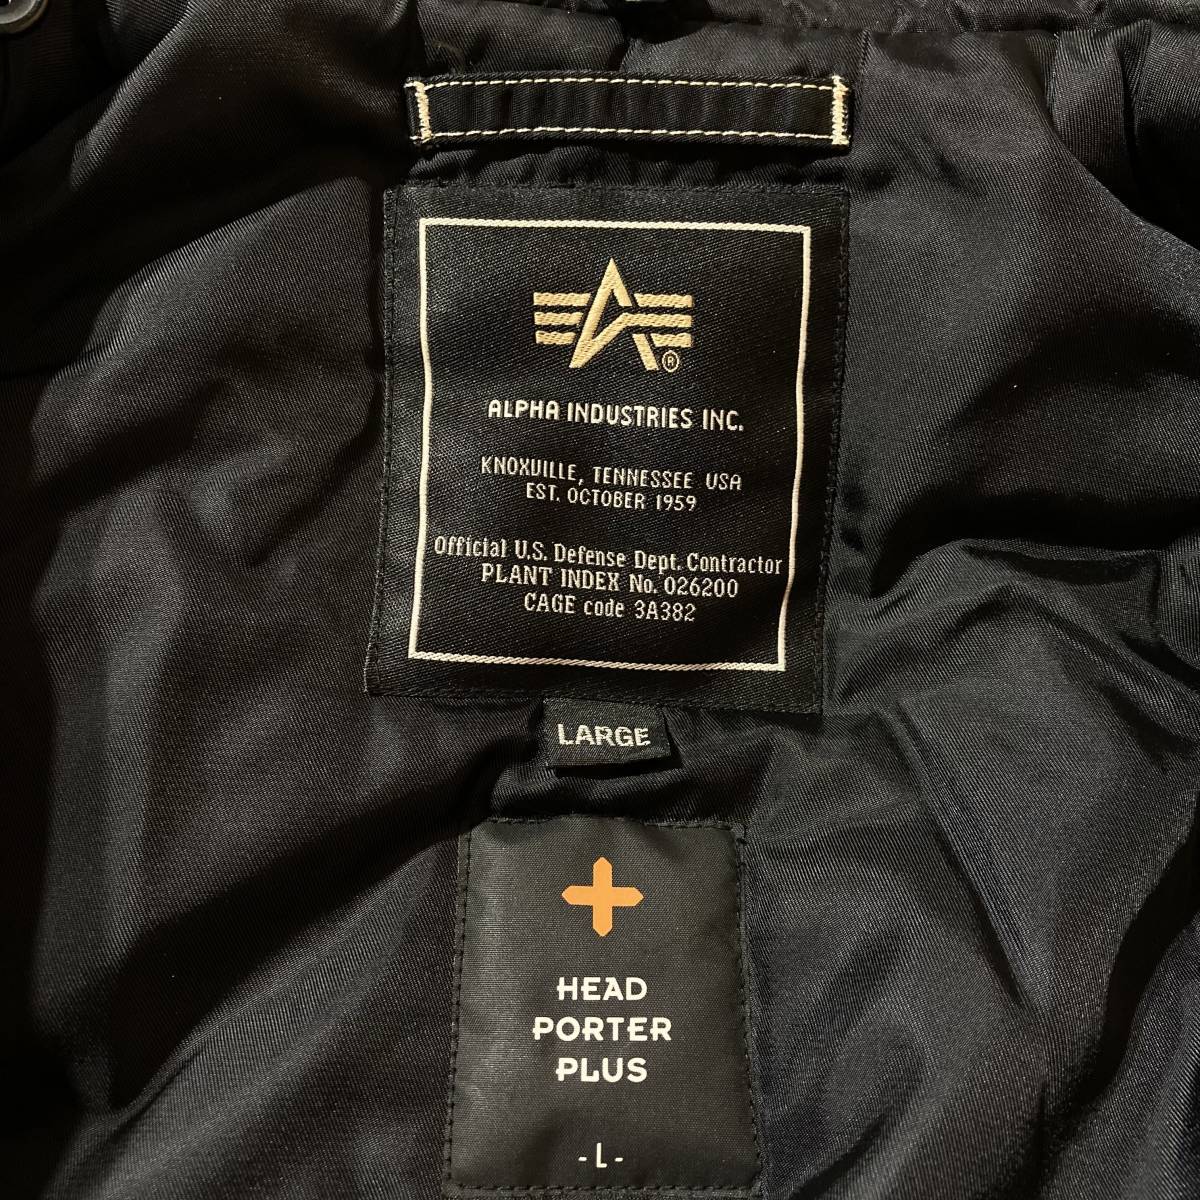 ®
ALPHA INDUSTRIES INC.
KNOXVILLE, TENNESSEE USA
EST. OCTOBER 1959
Official U.S. Defense Dept. Contractor
PLANT INDEX No. 026200
CAGE code 3A382
LARGE
HEAD
PORTER
PLUS
- L -